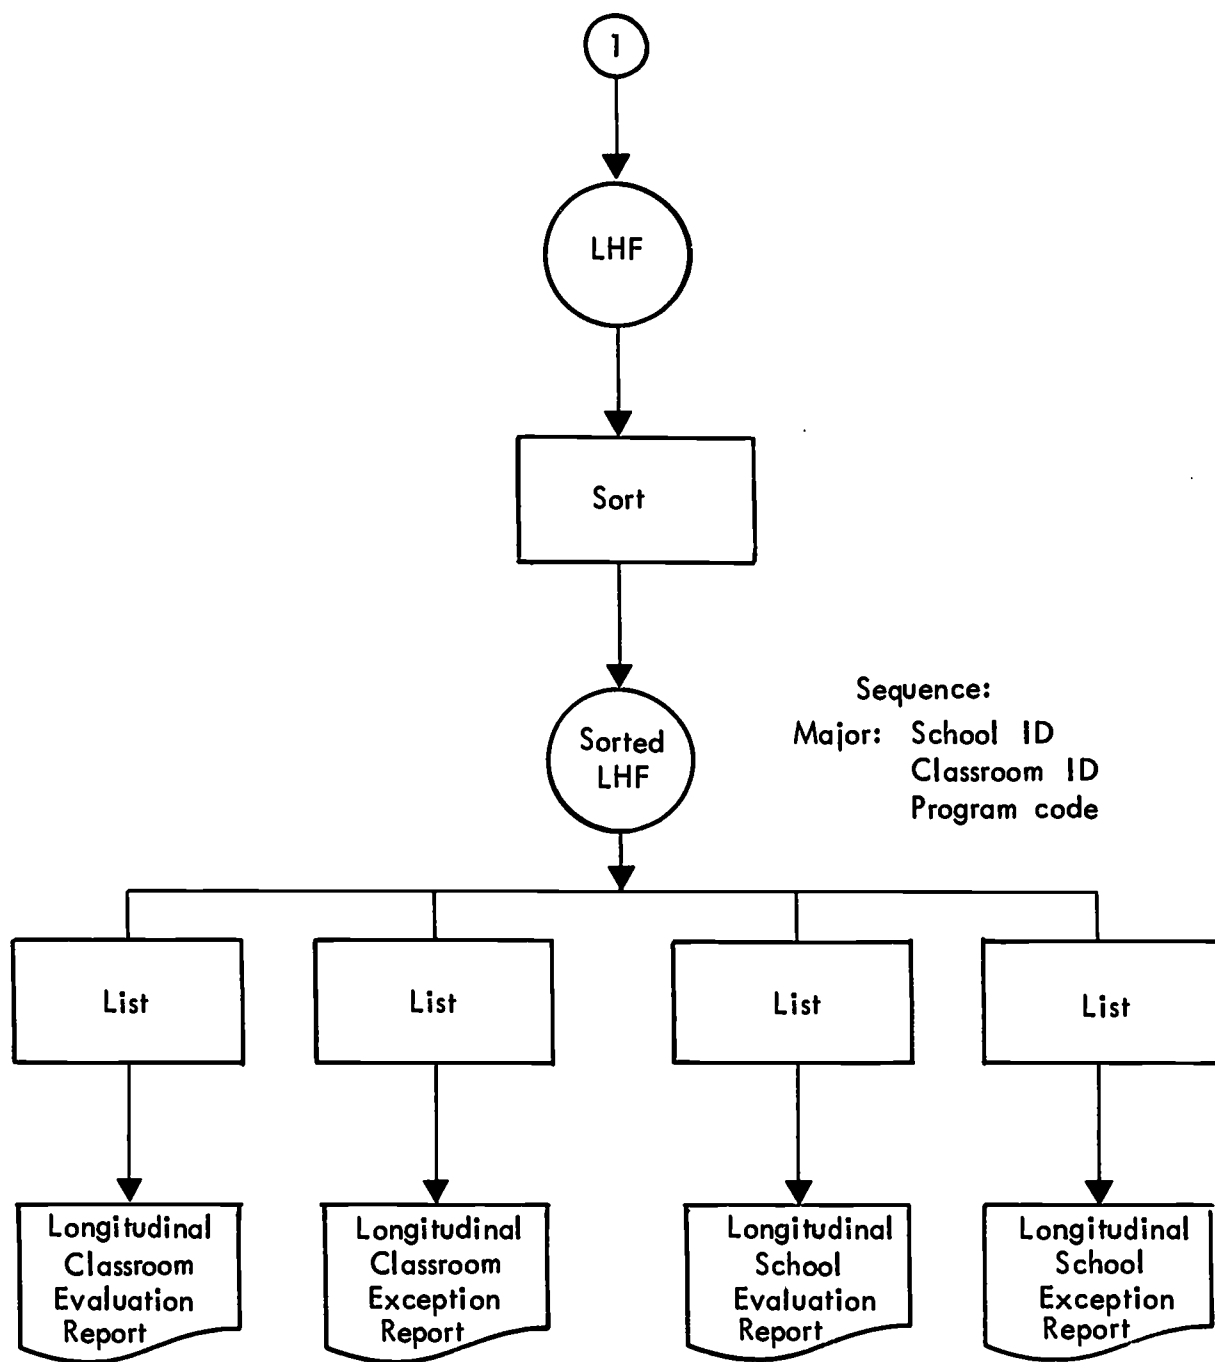 1
LHF
Sort
Sorted
LHF
Sequence:
Major: School ID
Classroom ID
Program code
List
List
List
List
Longitudinal
Classroom
Evaluation
Report
Longitudinal
Classroom
Exception
Report
Longitudinal
School
Evaluation
Report
Longitudinal
School
Exception
Report